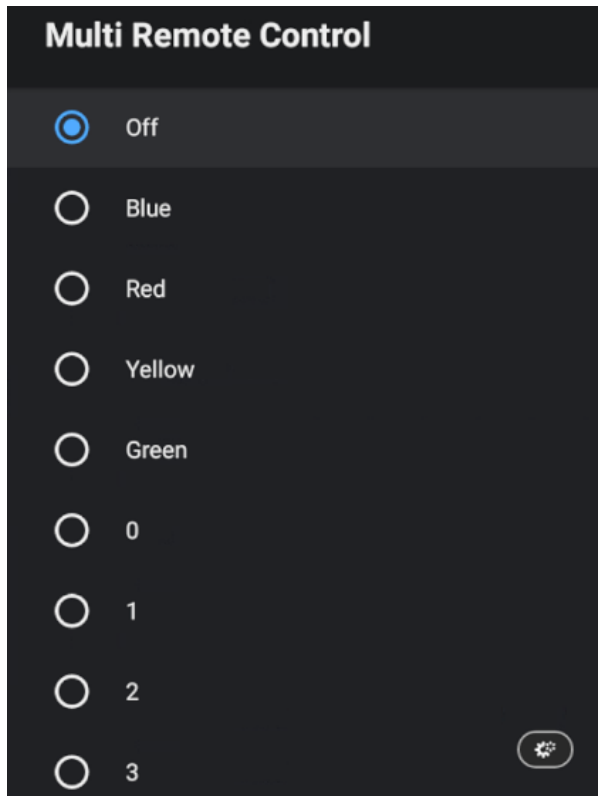 Multi Remote Control
Off
Blue
Red
Yellow
Green
0
1
2
3